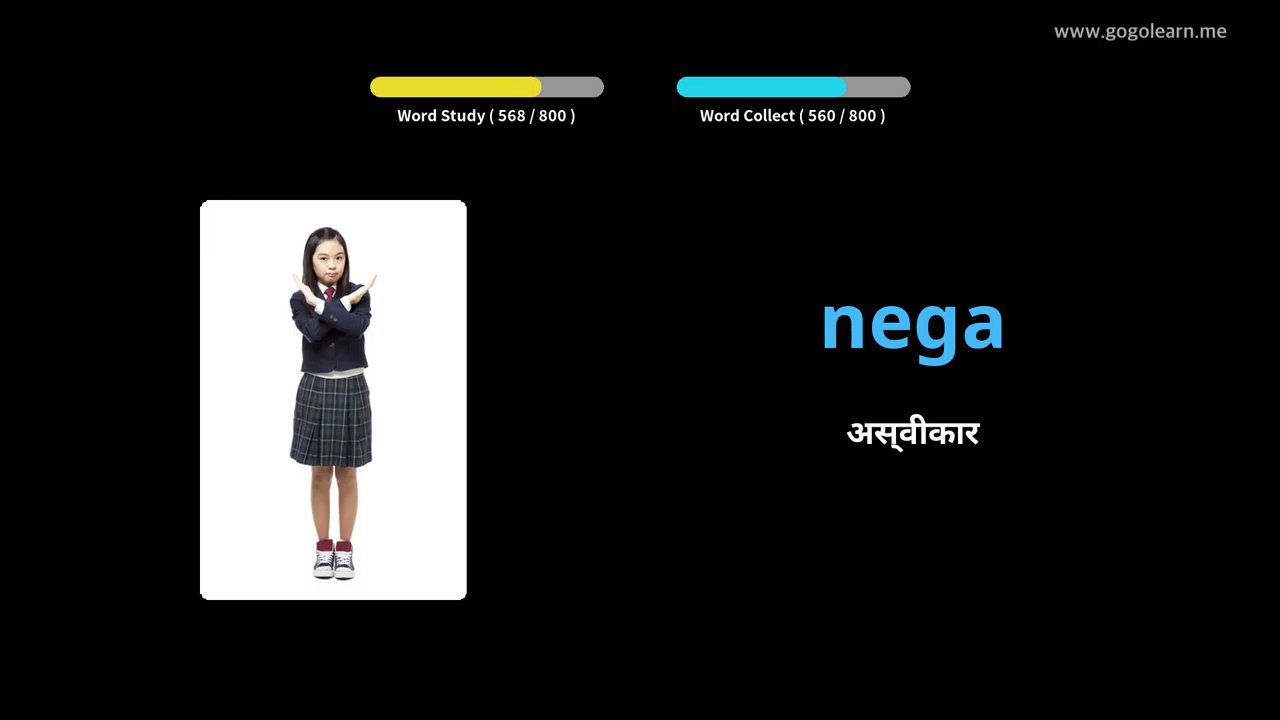 www.gogolearn.me
Word Study ( 568 / 800 )
Word Collect ( 560 / 800 )
nega
अस्‌वीकार